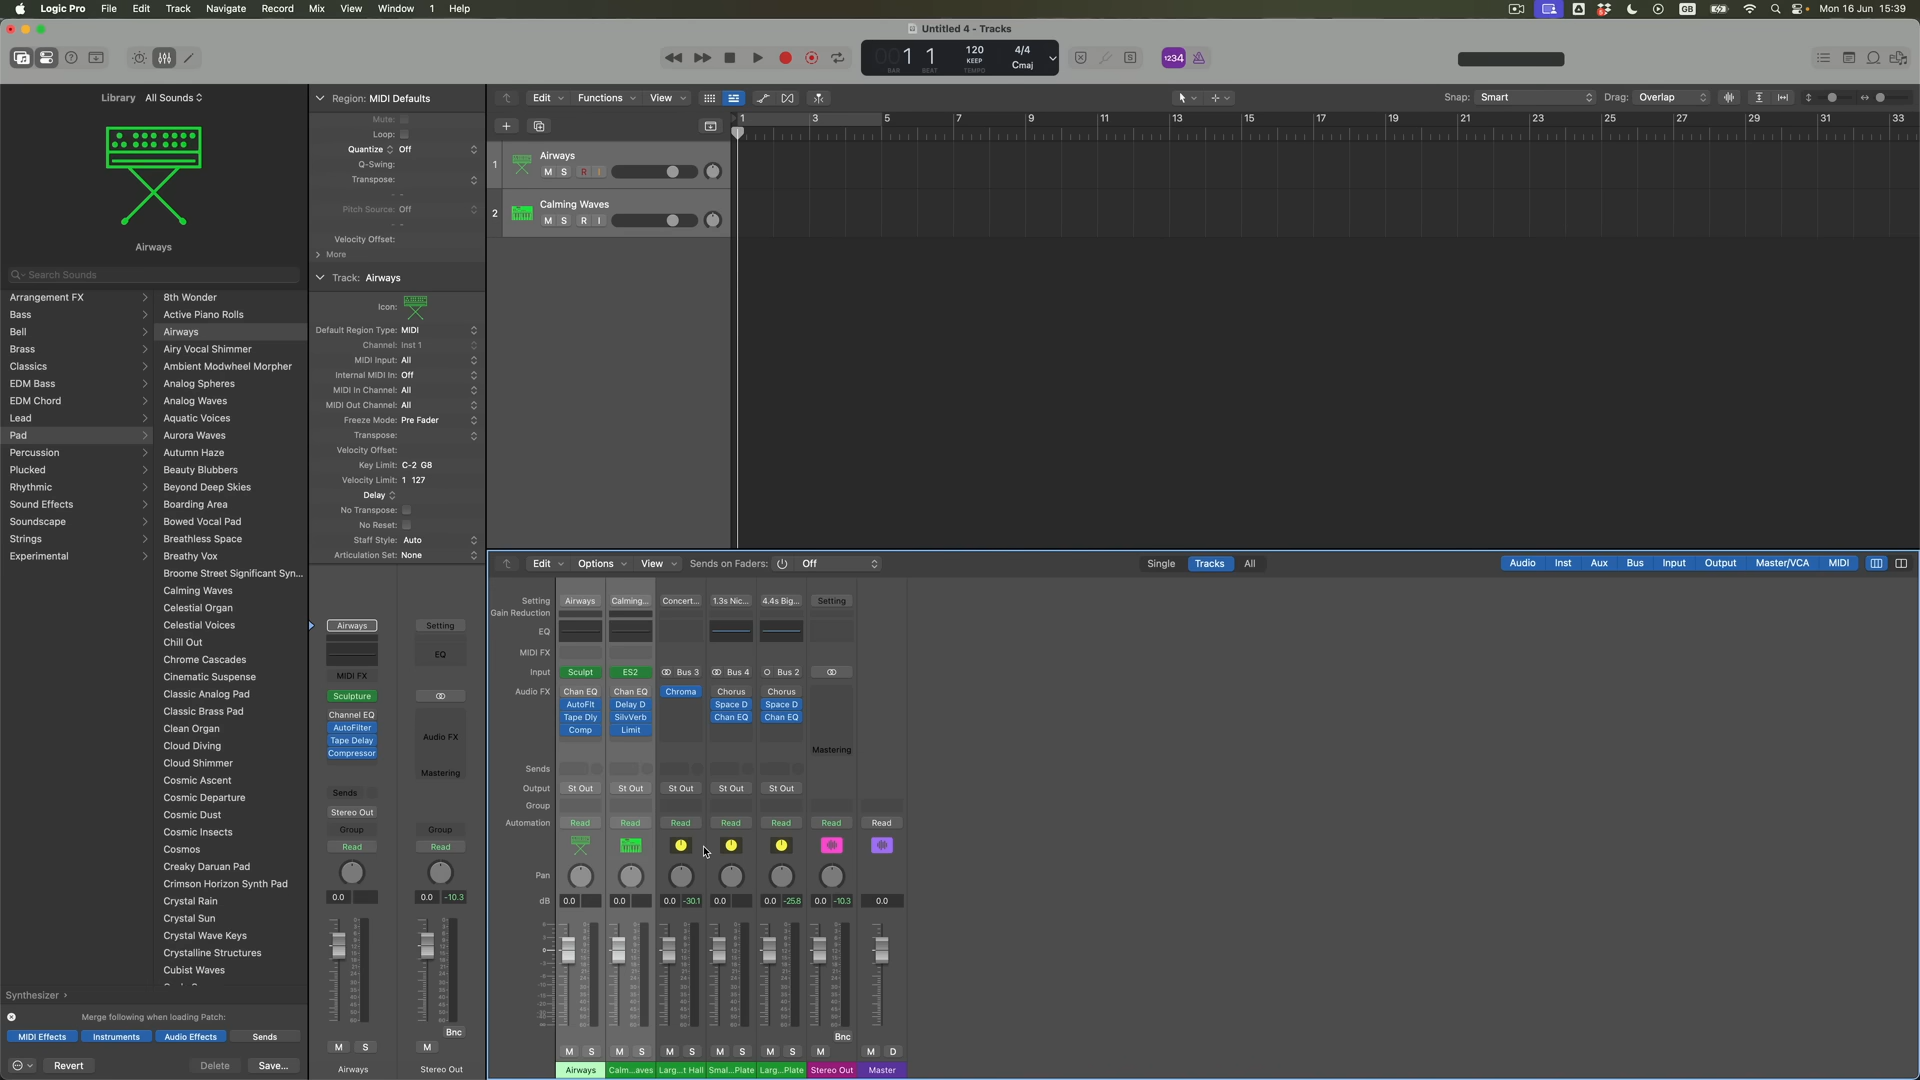 Logic Pro File Edit Track Navigate Record Mix View Window 1 Help GB Mon 16 Jun 15:39
Untitled 4 - Tracks
001 1 120 4/4
KEEP Cmaj
BAR BEAT TEMPO
1234
Library All Sounds
Airways
Search Sounds
Arrangement FX 8th Wonder
Bass Active Piano Rolls
Bell Airways
Brass Airy Vocal Shimmer
Classics Ambient Modwheel Morpher
EDM Bass Analog Spheres
EDM Chord Analog Waves
Lead Aquatic Voices
Pad Aurora Waves
Percussion Autumn Haze
Plucked Beauty Blubbers
Rhythmic Beyond Deep Skies
Sound Effects Boarding Area
Soundscape Bowed Vocal Pad
Strings Breathless Space
Experimental Breathy Vox
Broome Street Significant Syn...
Calming Waves
Celestial Organ
Celestial Voices
Chill Out
Chrome Cascades
Cinematic Suspense
Classic Analog Pad
Classic Brass Pad
Clean Organ
Cloud Diving
Cloud Shimmer
Cosmic Ascent
Cosmic Departure
Cosmic Dust
Cosmic Insects
Cosmos
Creaky Daruan Pad
Crimson Horizon Synth Pad
Crystal Rain
Crystal Sun
Crystal Wave Keys
Crystalline Structures
Cubist Waves
Synthesizer
Merge following when loading Patch:
MIDI Effects Instruments Audio Effects Sends
Revert Delete Save...
Region: MIDI Defaults
Mute:
Loop:
Quantize Off
Q-Swing:
Transpose:
Pitch Source: Off
Velocity Offset:
More
Track: Airways
Icon:
Default Region Type: MIDI
Channel: Inst 1
MIDI Input: All
Internal MIDI In: Off
MIDI In Channel: All
MIDI Out Channel: All
Freeze Mode: Pre Fader
Transpose:
Velocity Offset:
Key Limit: C-2 G8
Velocity Limit: 1 127
Delay
No Transpose:
No Reset:
Staff Style: Auto
Articulation Set: None
Airways Setting
EQ
MIDI FX
Sculpture
Channel EQ
AutoFilter
Tape Delay Audio FX
Compressor
Mastering
Sends
Stereo Out
Group Group
Read Read
0.0 0.0 -10.3
Bnc
M S M
Airways Stereo Out
Edit Functions View Snap: Smart Drag: Overlap
1 3 5 7 9 11 13 15 17 19 21 23 25 27 29 31 33
1 Airways
M S R I
2 Calming Waves
M S R I
Edit Options View Sends on Faders: Off Single Tracks All Audio Inst Aux Bus Input Output Master/VCA MIDI
Setting Airways Calming... Concert... 1.3s Nic... 4.4s Big... Setting
Gain Reduction
EQ
MIDI FX
Input Sculpt ES2 Bus 3 Bus 4 Bus 2
Audio FX Chan EQ Chan EQ Chroma Chorus Chorus
AutoFlt Delay D Space D Space D
Tape Dly SilvVerb Chan EQ Chan EQ
Comp Limit
Mastering
Sends
Output St Out St Out St Out St Out St Out
Group
Automation Read Read Read Read Read Read Read
Pan
dB 0.0 0.0 0.0 -30.1 0.0 0.0 -25.8 0.0 -10.3 0.0
Bnc
M S M S M S M S M S M M D
Airways Calm...aves Larg...t Hall Smal...Plate Larg...Plate Stereo Out Master